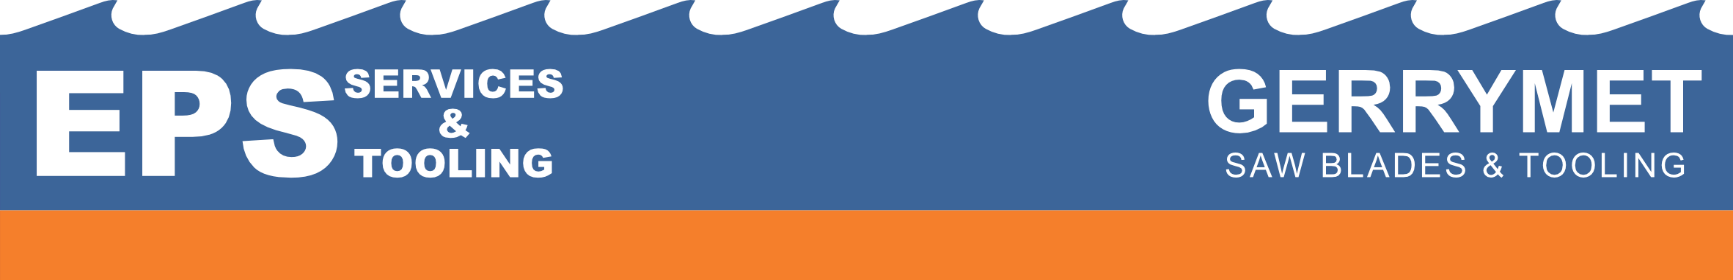 EPS SERVICES
&
TOOLING
GERRYMET
SAW BLADES & TOOLING